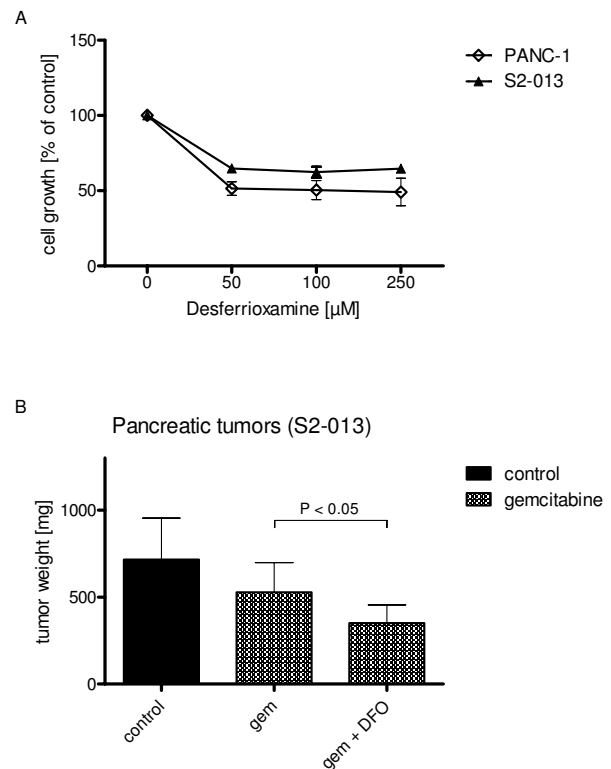 A
150
100
50
0
cell growth [% of control]
0 50 100 250
Desferrioxamine [µM]
PANC-1
S2-013
B
Pancreatic tumors (S2-013)
1000
500
0
tumor weight [mg]
P < 0.05
control
gem
gem + DFO
control
gemcitabine